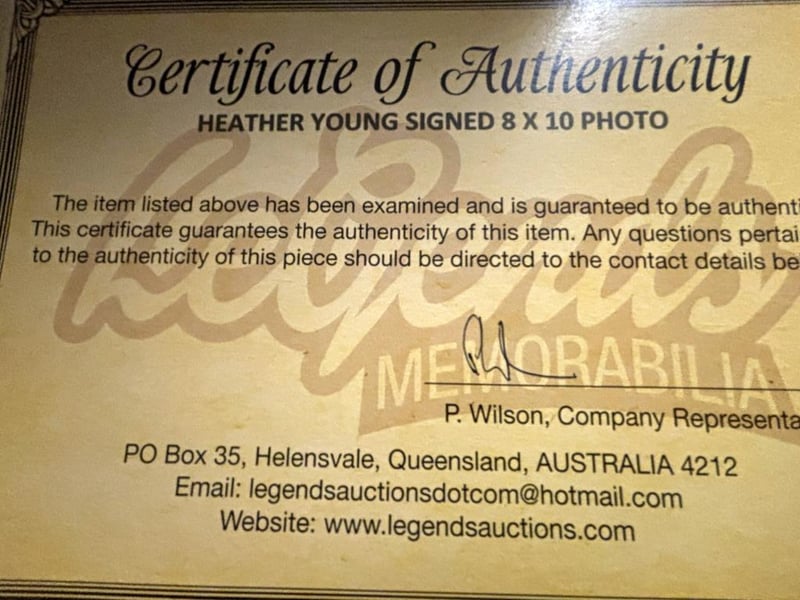 Certificate of Authenticity
HEATHER YOUNG SIGNED 8 X 10 PHOTO
Legends
MEMORABILIA
The item listed above has been examined and is guaranteed to be authenti
This certificate guarantees the authenticity of this item. Any questions pertai
to the authenticity of this piece should be directed to the contact details be
P. Wilson, Company Representa
PO Box 35, Helensvale, Queensland, AUSTRALIA 4212
Email: legendsauctionsdotcom@hotmail.com
Website: www.legendsauctions.com